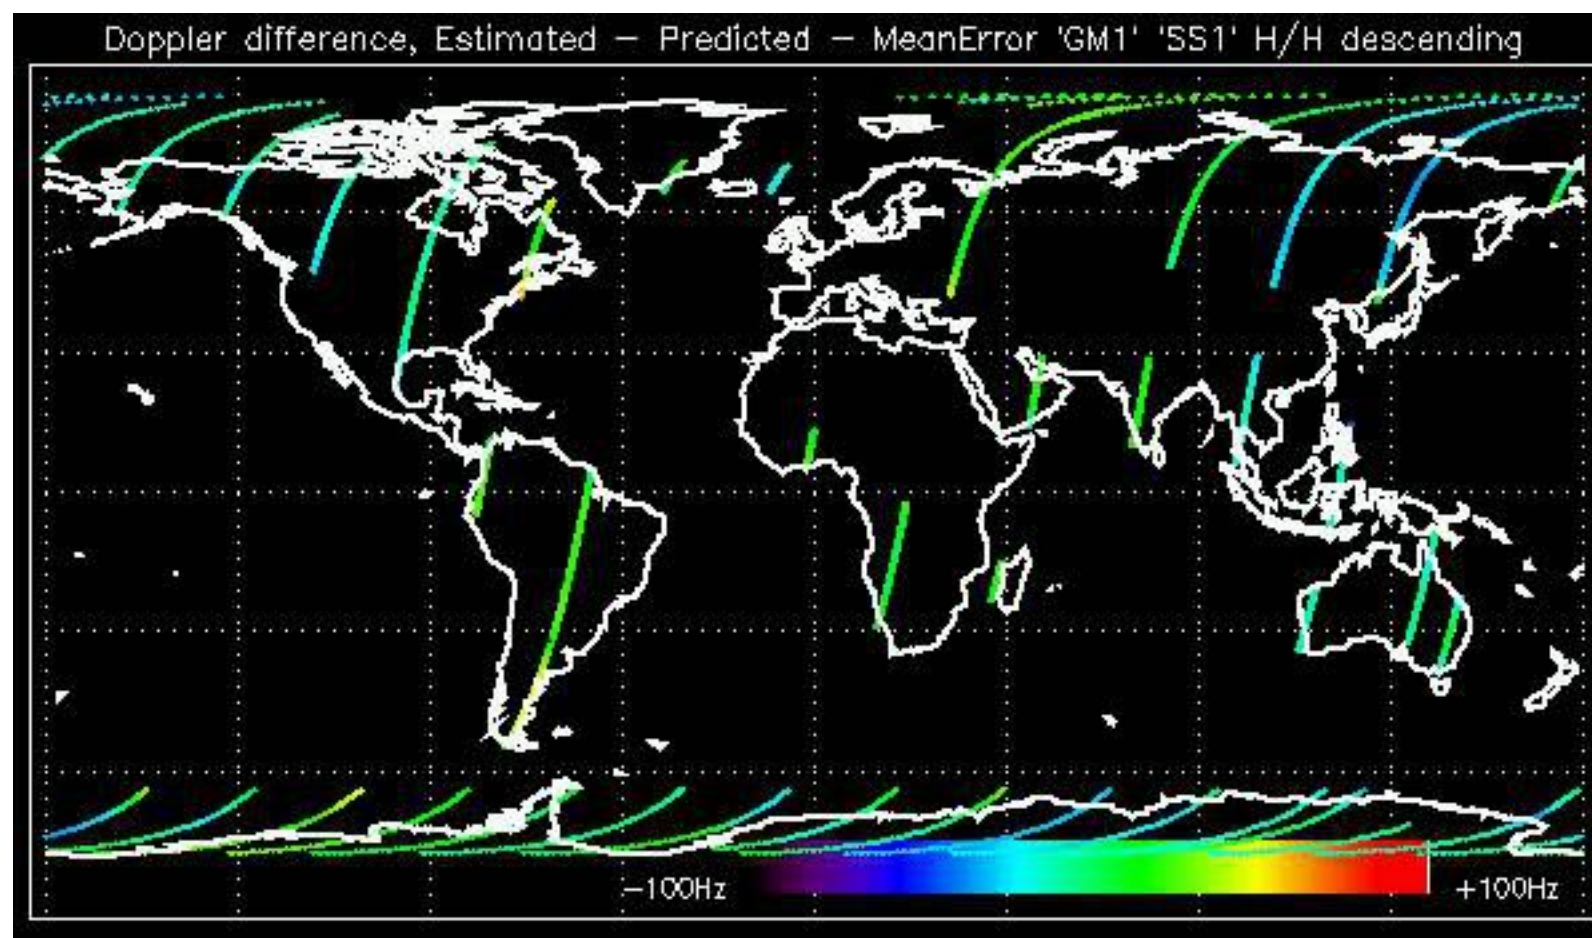 Doppler difference, Estimated – Predicted – MeanError 'GM1' 'SS1' H/H descending
−100Hz
+100Hz